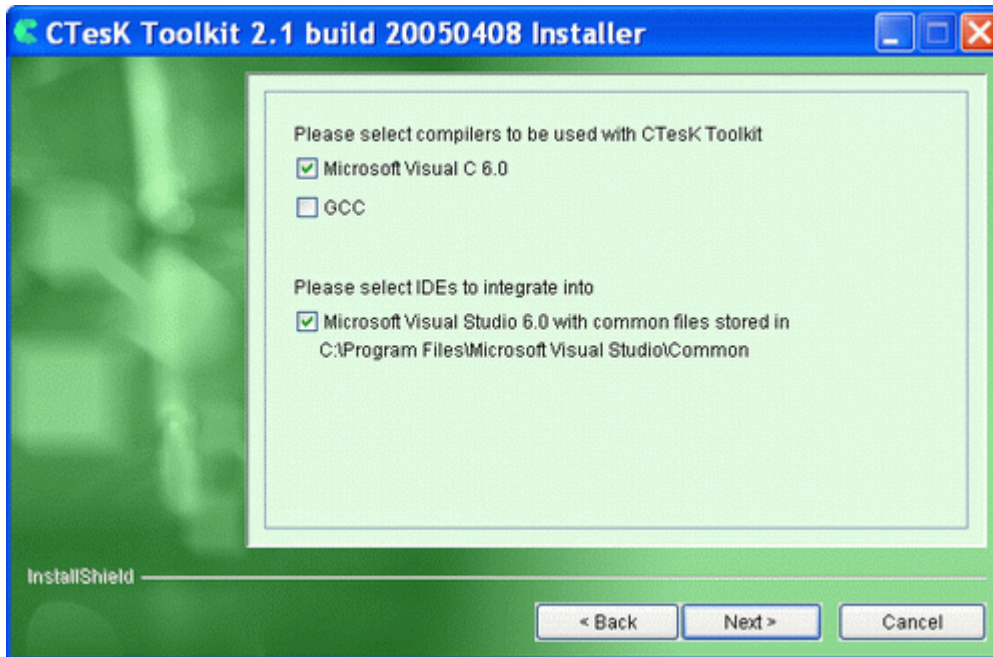 CTesK Toolkit 2.1 build 20050408 Installer
Please select compilers to be used with CTesK Toolkit
Microsoft Visual C 6.0
GCC
Please select IDEs to integrate into
Microsoft Visual Studio 6.0 with common files stored in
C:\Program Files\Microsoft Visual Studio\Common
InstallShield
< Back Next > Cancel